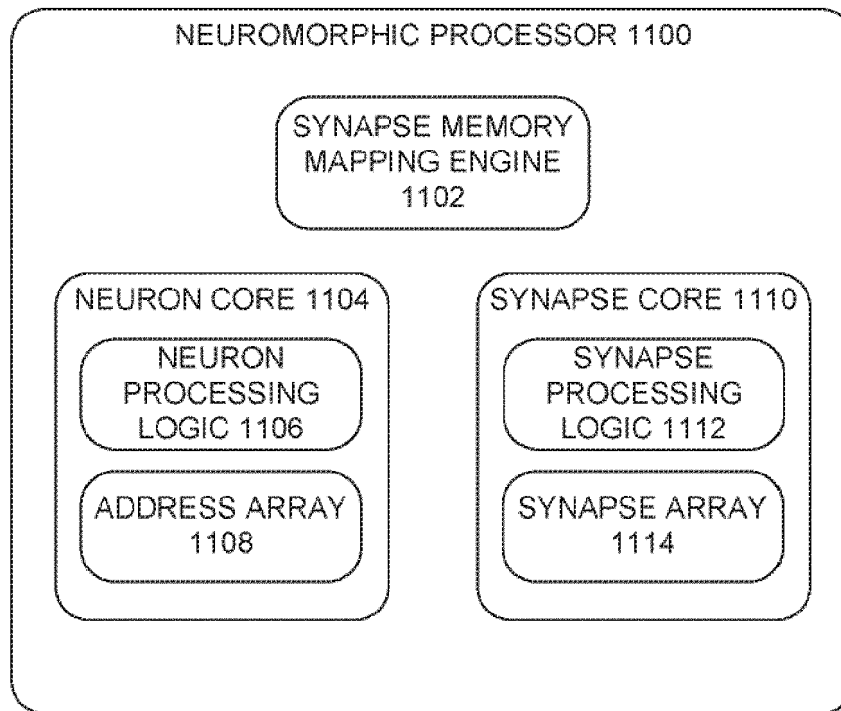 NEUROMORPHIC PROCESSOR 1100
SYNAPSE MEMORY
MAPPING ENGINE
1102
NEURON CORE 1104
NEURON
PROCESSING
LOGIC 1106
ADDRESS ARRAY
1108
SYNAPSE CORE 1110
SYNAPSE
PROCESSING
LOGIC 1112
SYNAPSE ARRAY
1114